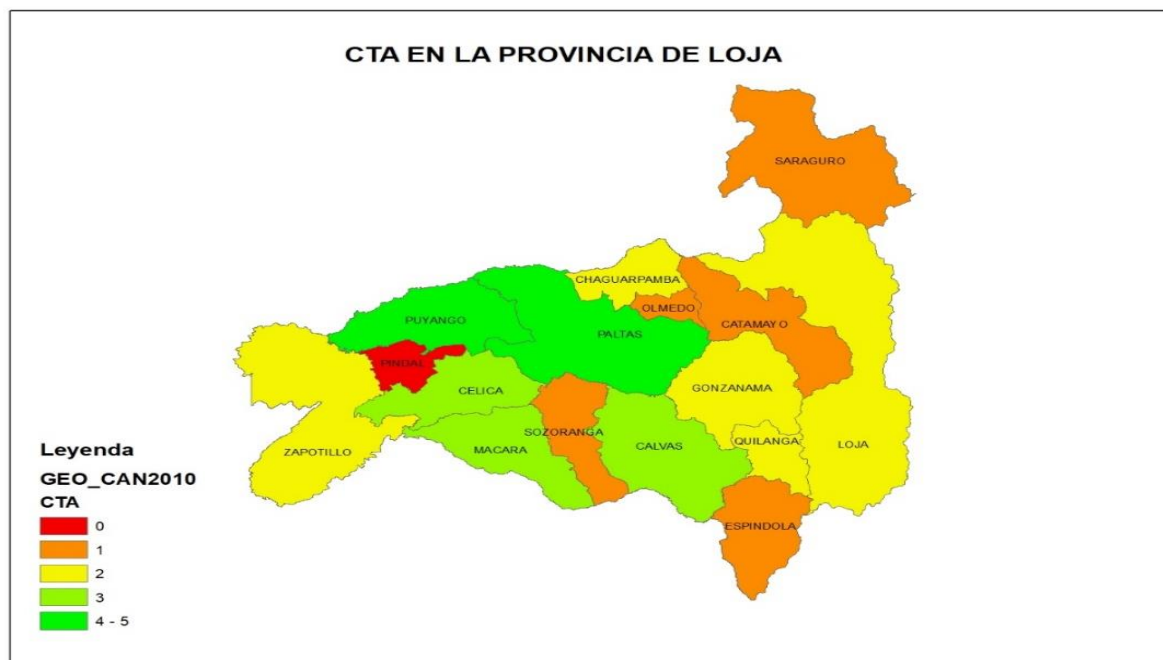 CTA EN LA PROVINCIA DE LOJA
SARAGURO
CHAGUARPAMBA
OLMEDO
PUYANGO
CATAMAYO
PALTAS
PINDAL
CELICA
GONZANAMA
SOZORANGA
QUILANGA
LOJA
ZAPOTILLO
MACARA
CALVAS
ESPINDOLA
Leyenda
GEO_CAN2010
CTA
0
1
2
3
4 - 5